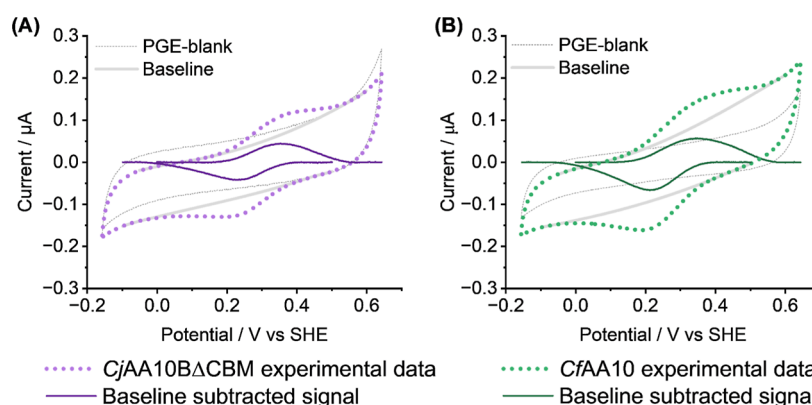 (A)
0.3
0.2
0.1
0.0
−0.1
−0.2
−0.3
Current / µA
PGE-blank
Baseline
−0.2
0.0
0.2
0.4
0.6
Potential / V vs SHE
CjAA10BΔCBM experimental data
Baseline subtracted signal
(B)
0.3
0.2
0.1
0.0
−0.1
−0.2
−0.3
Current / µA
PGE-blank
Baseline
−0.2
0.0
0.2
0.4
0.6
Potential / V vs SHE
CfAA10 experimental data
Baseline subtracted signal